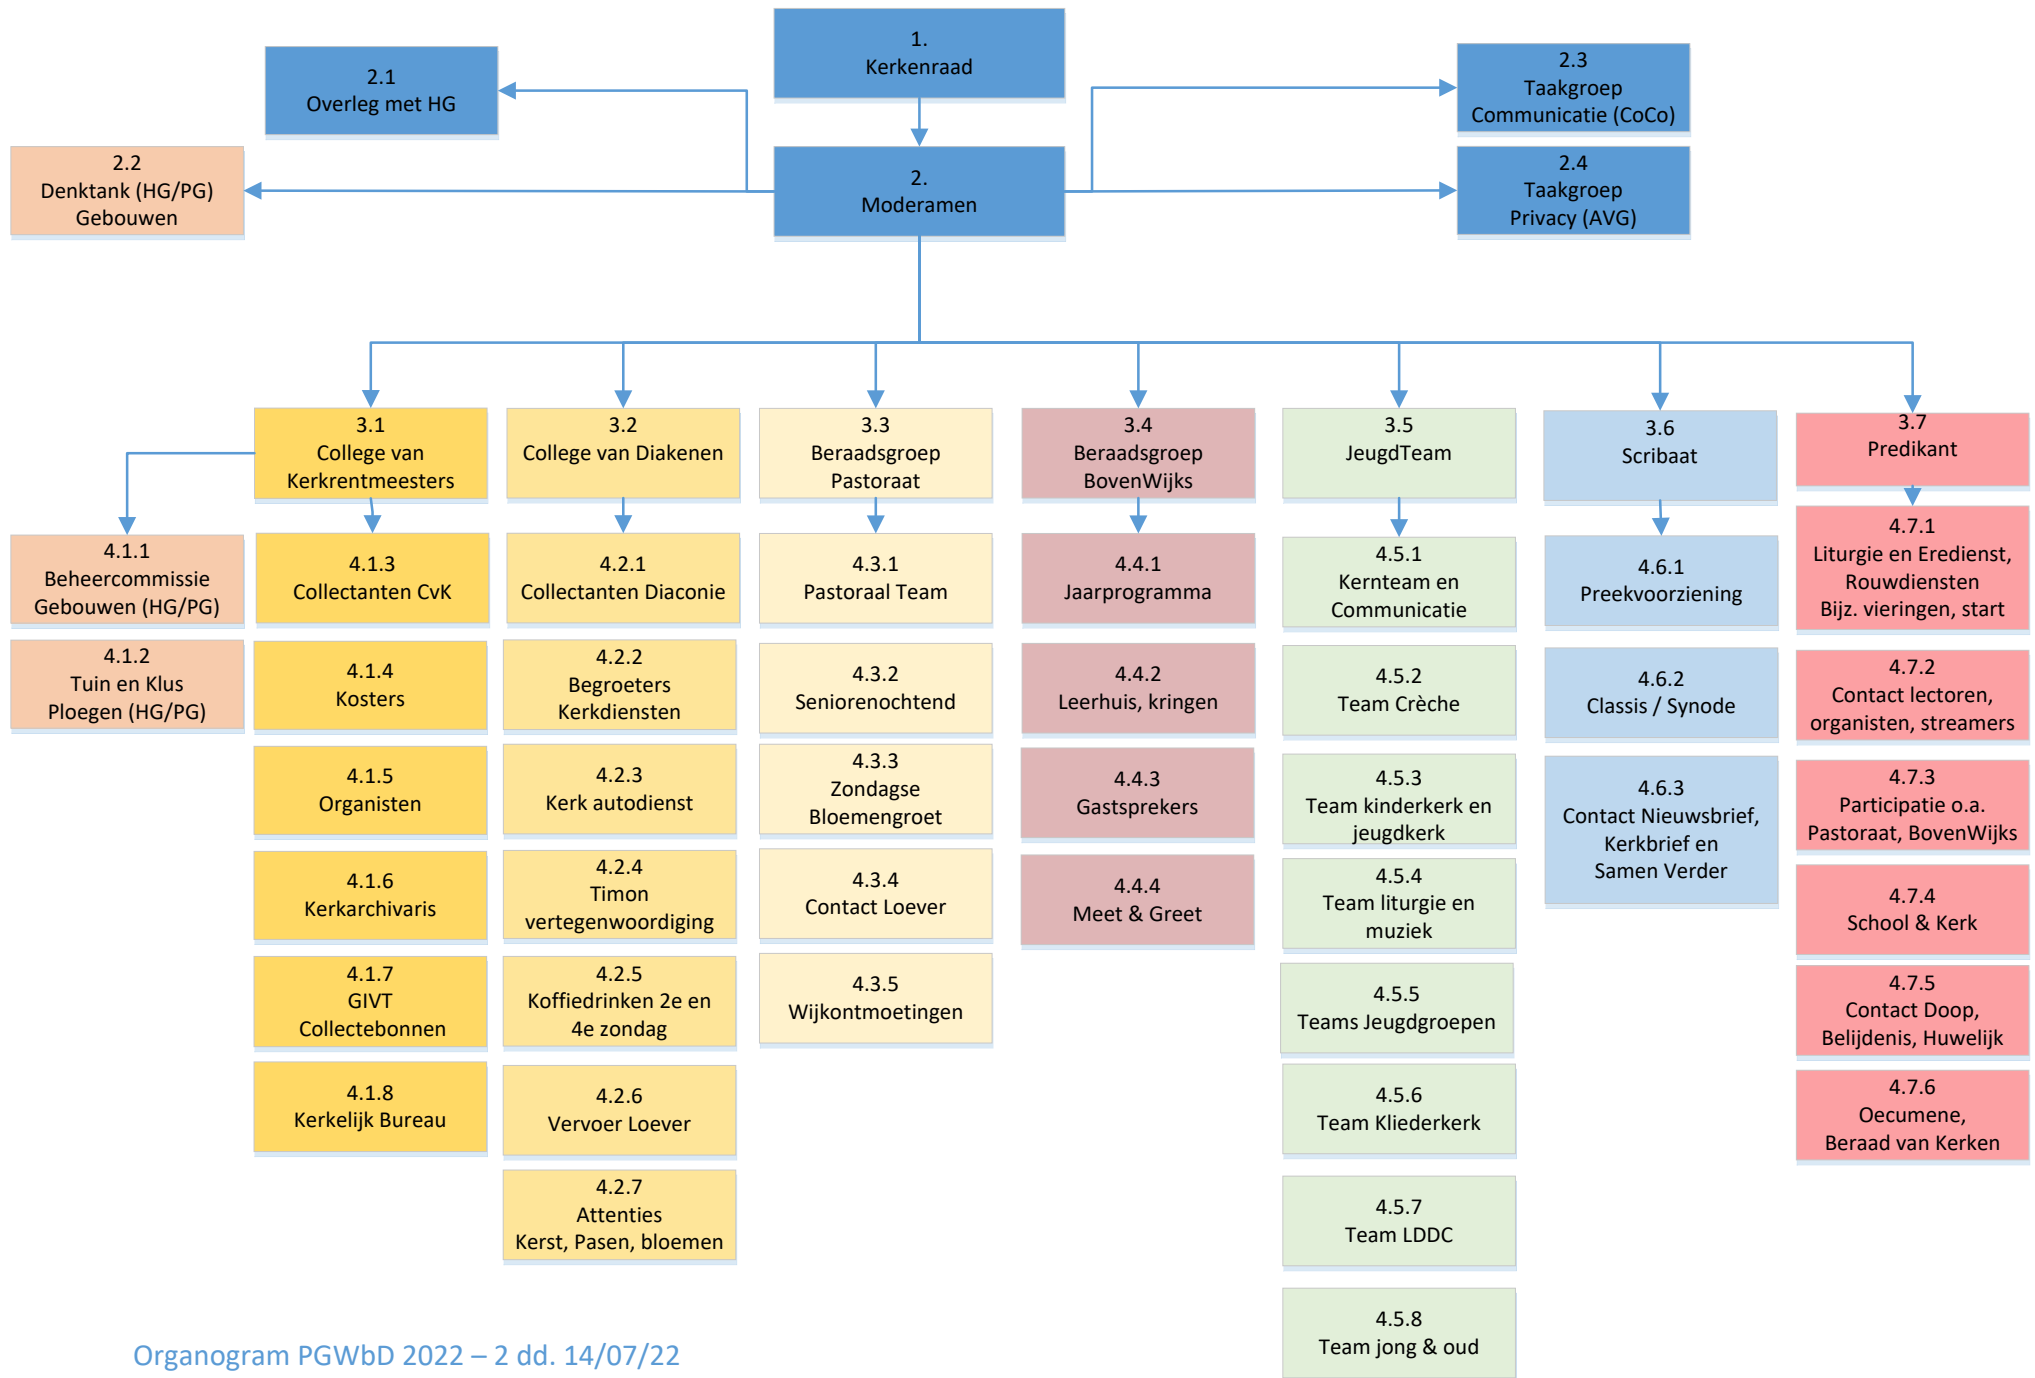 1.
Kerkenraad
2.1
Overleg met HG
2.3
Taakgroep
Communicatie (CoCo)
2.2
Denktank (HG/PG)
Gebouwen
2.
Moderamen
2.4
Taakgroep
Privacy (AVG)
3.1
College van
Kerkrentmeesters
3.2
College van Diakenen
3.3
Beraadsgroep
Pastoraat
3.4
Beraadsgroep
BovenWijks
3.5
JeugdTeam
3.6
Scribaat
3.7
Predikant
4.1.1
Beheercommissie
Gebouwen (HG/PG)
4.1.2
Tuin en Klus
Ploegen (HG/PG)
4.1.3
Collectanten CvK
4.1.4
Kosters
4.1.5
Organisten
4.1.6
Kerkarchivaris
4.1.7
GIVT
Collectebonnen
4.1.8
Kerkelijk Bureau
4.2.1
Collectanten Diaconie
4.2.2
Begroeters
Kerkdiensten
4.2.3
Kerk autodienst
4.2.4
Timon
vertegenwoordiging
4.2.5
Koffiedrinken 2e en
4e zondag
4.2.6
Vervoer Loever
4.2.7
Attenties
Kerst, Pasen, bloemen
4.3.1
Pastoraal Team
4.3.2
Seniorenochtend
4.3.3
Zondagse
Bloemengroet
4.3.4
Contact Loever
4.3.5
Wijkontmoetingen
4.4.1
Jaarprogramma
4.4.2
Leerhuis, kringen
4.4.3
Gastsprekers
4.4.4
Meet & Greet
4.5.1
Kernteam en
Communicatie
4.5.2
Team Crèche
4.5.3
Team kinderkerk en
jeugdkerk
4.5.4
Team liturgie en
muziek
4.5.5
Teams Jeugdgroepen
4.5.6
Team Kliederkerk
4.5.7
Team LDDC
4.5.8
Team jong & oud
4.6.1
Preekvoorziening
4.6.2
Classis / Synode
4.6.3
Contact Nieuwsbrief,
Kerkbrief en
Samen Verder
4.7.1
Liturgie en Eredienst,
Rouwdiensten
Bijz. vieringen, start
4.7.2
Contact lectoren,
organisten, streamers
4.7.3
Participatie o.a.
Pastoraat, BovenWijks
4.7.4
School & Kerk
4.7.5
Contact Doop,
Belijdenis, Huwelijk
4.7.6
Oecumene,
Beraad van Kerken
Organogram PGWbD 2022 – 2 dd. 14/07/22